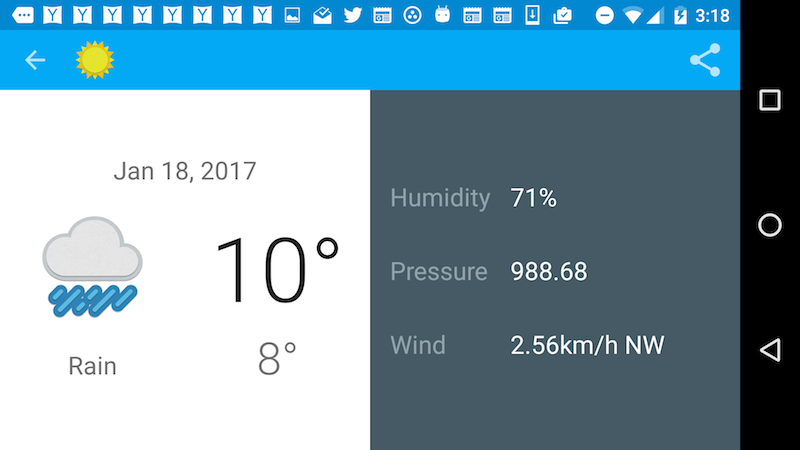 Y Y Y Y Y Y Y Y
3:18
Jan 18, 2017
10°
8°
Rain
Humidity 71%
Pressure 988.68
Wind 2.56km/h NW